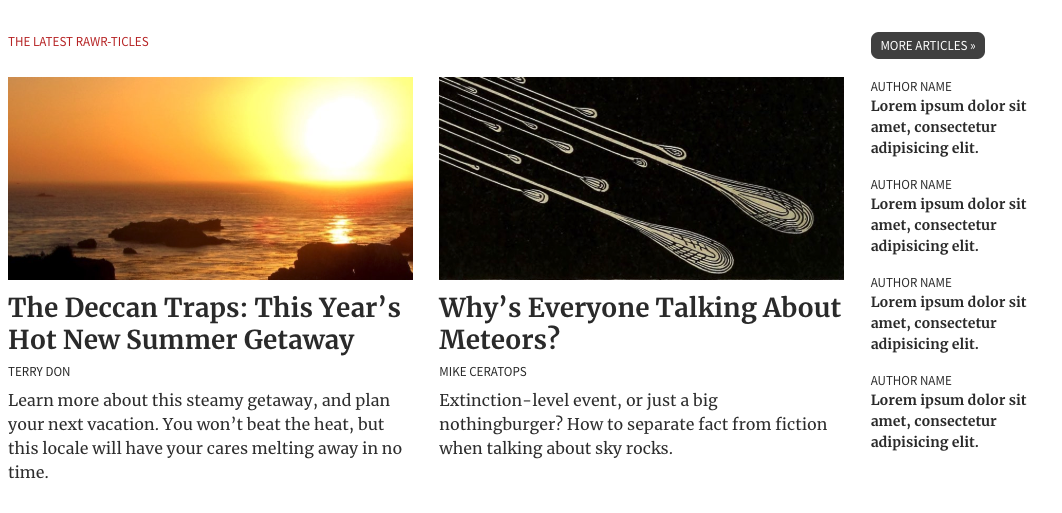 THE LATEST RAWR-TICLES
The Deccan Traps: This Year’s
Hot New Summer Getaway
TERRY DON
Learn more about this steamy getaway, and plan
your next vacation. You won’t beat the heat, but
this locale will have your cares melting away in no
time.
Why’s Everyone Talking About
Meteors?
MIKE CERATOPS
Extinction-level event, or just a big
nothingburger? How to separate fact from fiction
when talking about sky rocks.
MORE ARTICLES »
AUTHOR NAME
Lorem ipsum dolor sit
amet, consectetur
adipisicing elit.
AUTHOR NAME
Lorem ipsum dolor sit
amet, consectetur
adipisicing elit.
AUTHOR NAME
Lorem ipsum dolor sit
amet, consectetur
adipisicing elit.
AUTHOR NAME
Lorem ipsum dolor sit
amet, consectetur
adipisicing elit.